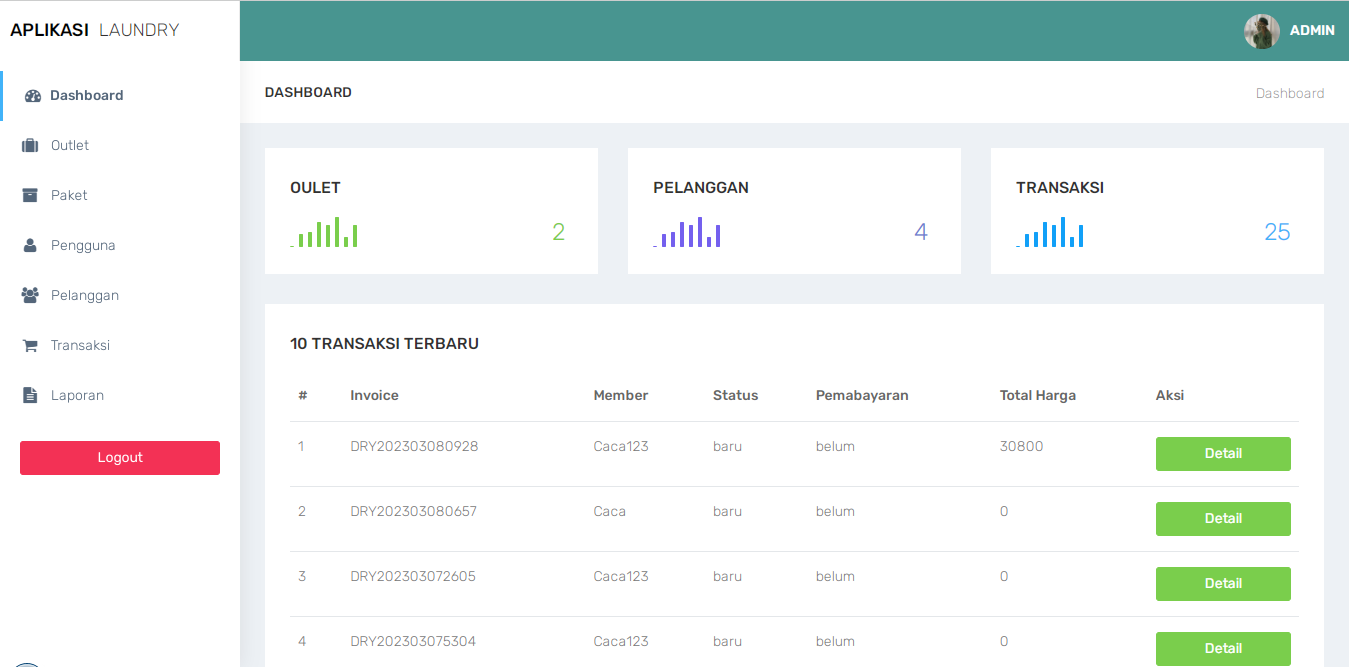 APLIKASI LAUNDRY
ADMIN
Dashboard
Outlet
Paket
Pengguna
Pelanggan
Transaksi
Laporan
Logout
DASHBOARD
Dashboard
OULET
2
PELANGGAN
4
TRANSAKSI
25
10 TRANSAKSI TERBARU
# Invoice Member Status Pemabayaran Total Harga Aksi
1 DRY202303080928 Caca123 baru belum 30800 Detail
2 DRY202303080657 Caca baru belum 0 Detail
3 DRY202303072605 Caca123 baru belum 0 Detail
4 DRY202303075304 Caca123 baru belum 0 Detail